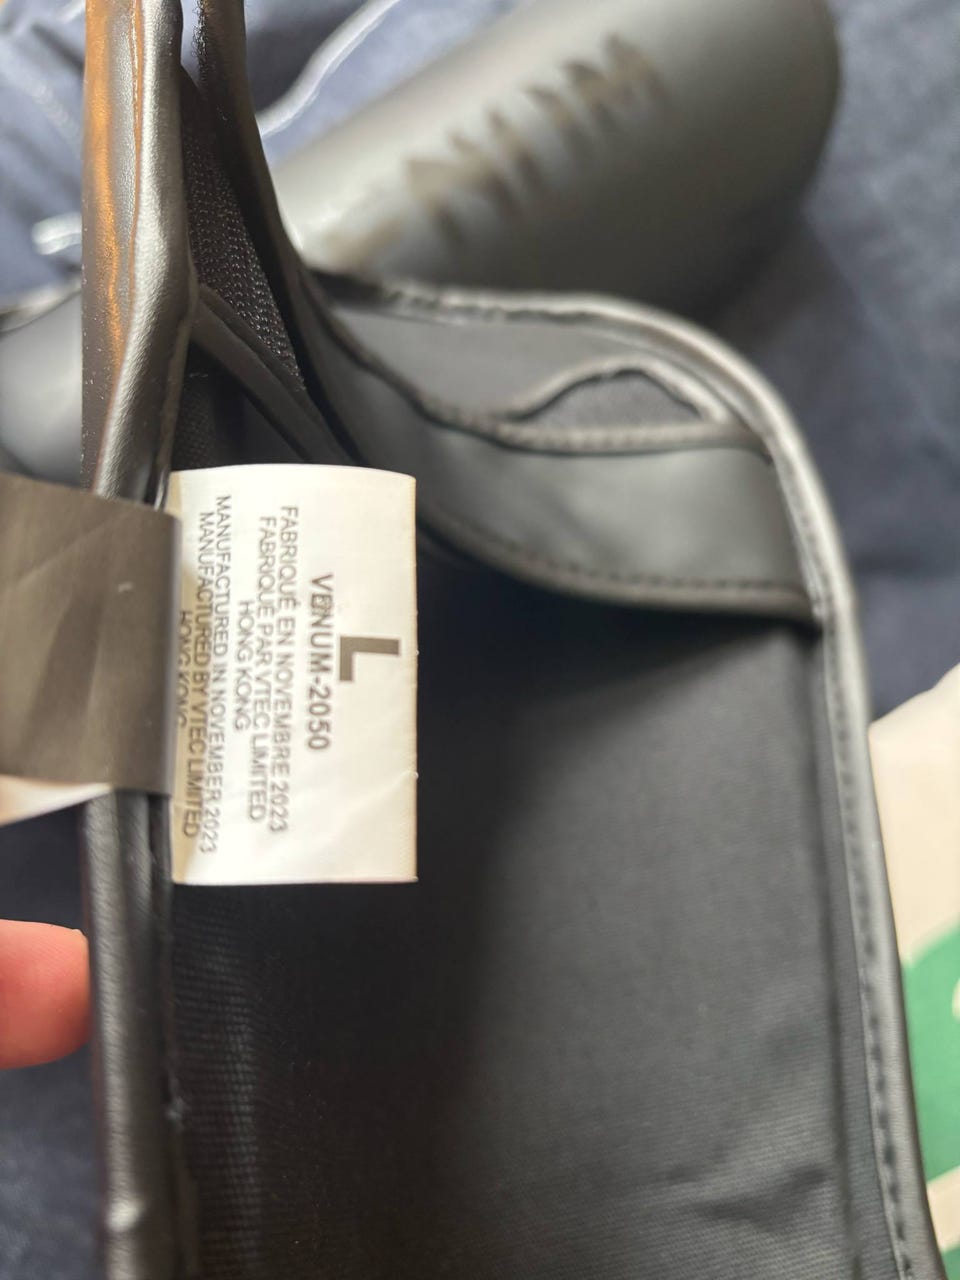 L
VENUM-2050
FABRIQUÉ EN NOVEMBRE 2023
FABRIQUÉ PAR VTEC LIMITED
HONG KONG
MANUFACTURED IN NOVEMBER 2023
MANUFACTURED BY VTEC LIMITED
HONG KONG